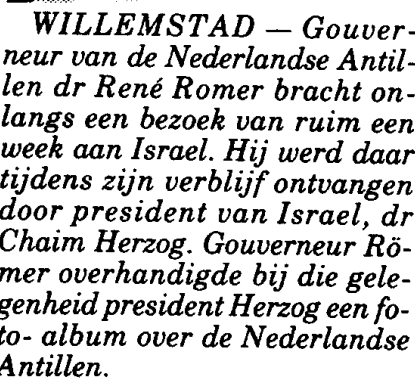 WILLEMSTAD — Gouver-
neur van de Nederlandse Antil-
len dr René Romer bracht on-
langs een bezoek van ruim een
week aan Israel. Hij werd daar
tijdens zijn verblijf ontvangen
door president van Israel, dr
Chaim Herzog. Gouverneur Rö-
mer overhandigde bij die gele-
genheid president Herzog een fo-
to- album over de Nederlandse
Antillen.